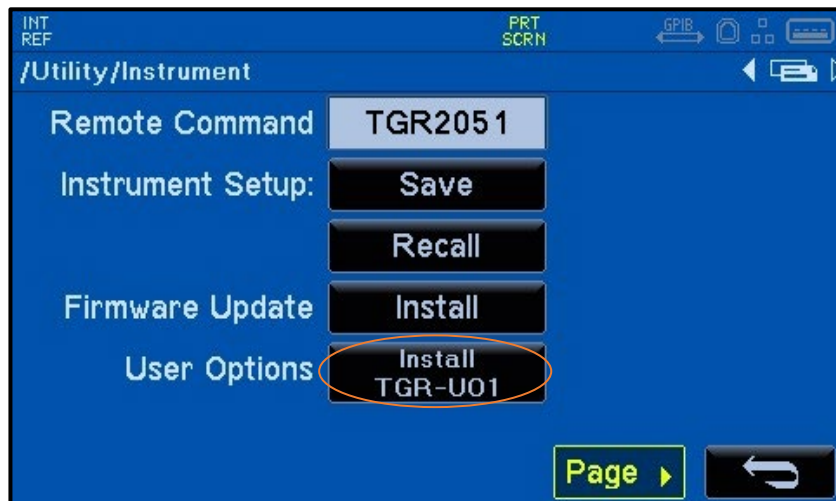 INT
REF
PRT
SCRN
GPIB
/Utility/Instrument
Remote Command TGR2051
Instrument Setup: Save
Recall
Firmware Update Install
User Options Install
TGR-U01
Page